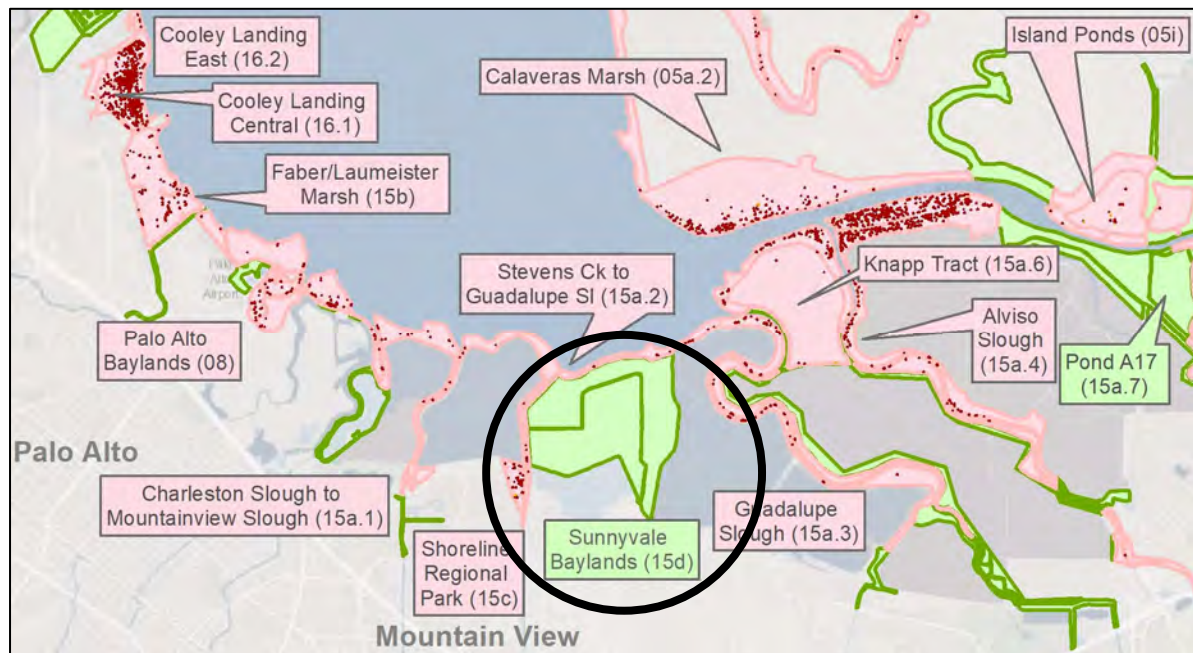 Cooley Landing
East (16.2)
Cooley Landing
Central (16.1)
Faber/Laumeister
Marsh (15b)
Palo Alto
Baylands (08)
Calaveras Marsh (05a.2)
Island Ponds (05i)
Stevens Ck to
Guadalupe Sl (15a.2)
Knapp Tract (15a.6)
Alviso
Slough
(15a.4)
Pond A17
(15a.7)
Palo Alto
Charleston Slough to
Mountainview Slough (15a.1)
Shoreline
Regional
Park (15c)
Sunnyvale
Baylands (15d)
Guadalupe
Slough (15a.3)
Mountain View
Airport